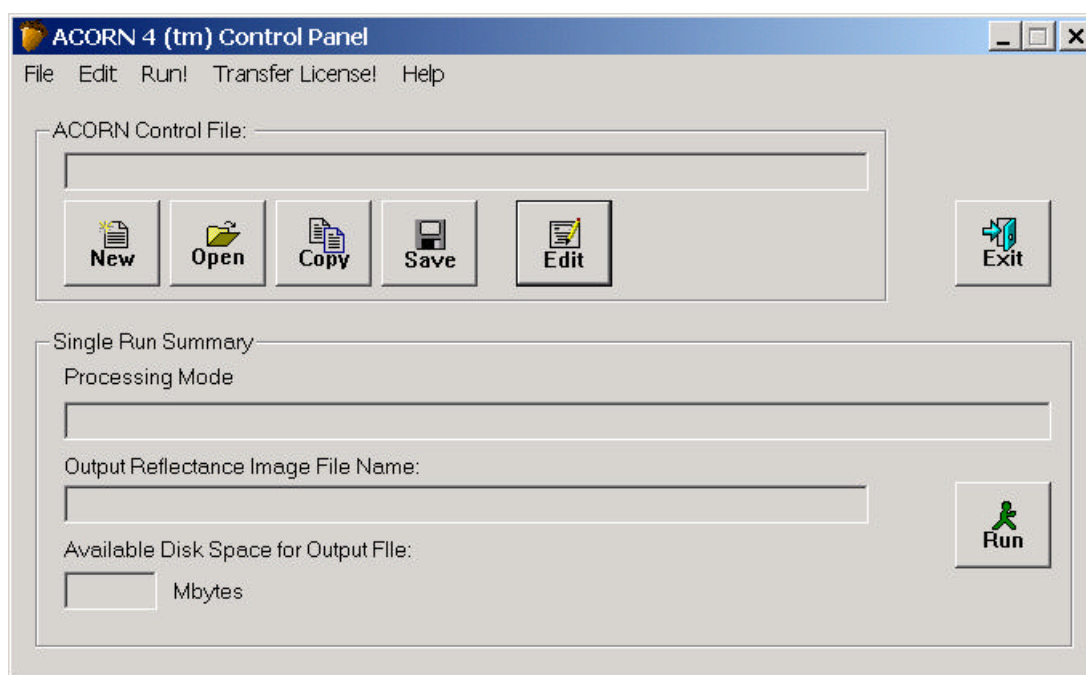 ACORN 4 (tm) Control Panel
File Edit Run! Transfer License! Help
ACORN Control File:
New Open Copy Save Edit Exit
Single Run Summary
Processing Mode
Output Reflectance Image File Name:
Available Disk Space for Output FIle:
Mbytes
Run